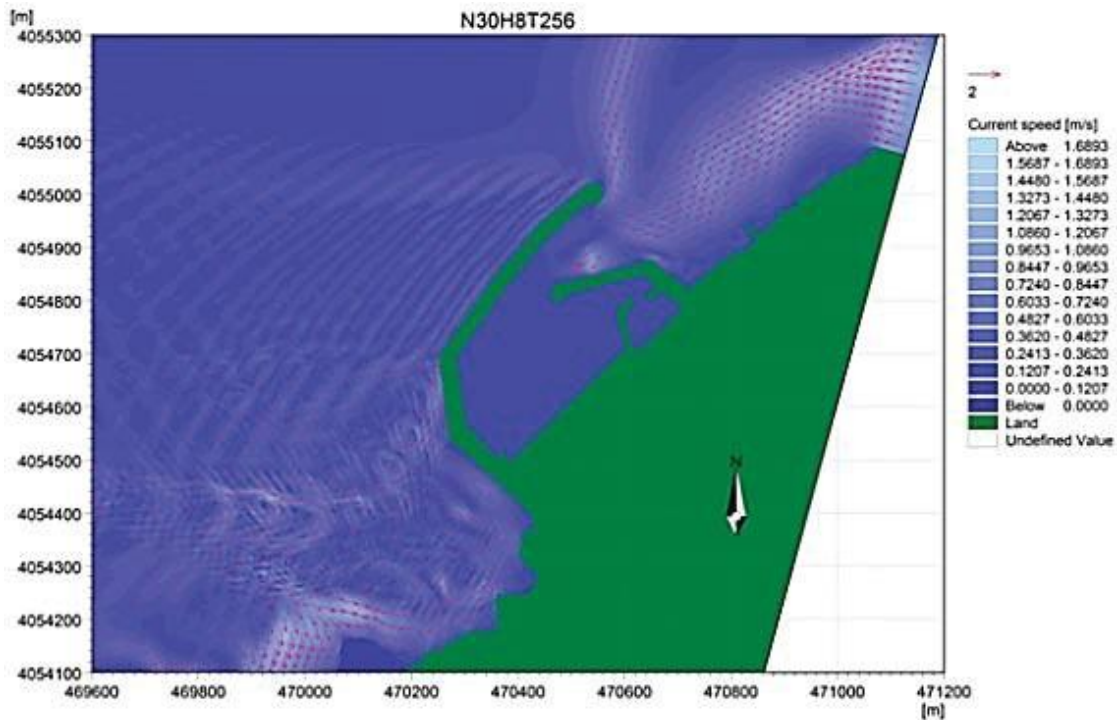 N30H8T256
[m]
4055300
4055200
4055100
4055000
4054900
4054800
4054700
4054600
4054500
4054400
4054300
4054200
4054100
469600 469800 470000 470200 470400 470600 470800 471000 471200
[m]
N
2
Current speed [m/s]
Above 1.6893
1.5687 - 1.6893
1.4480 - 1.5687
1.3273 - 1.4480
1.2067 - 1.3273
1.0860 - 1.2067
0.9653 - 1.0860
0.8447 - 0.9653
0.7240 - 0.8447
0.6033 - 0.7240
0.4827 - 0.6033
0.3620 - 0.4827
0.2413 - 0.3620
0.1207 - 0.2413
0.0000 - 0.1207
Below 0.0000
Land
Undefined Value